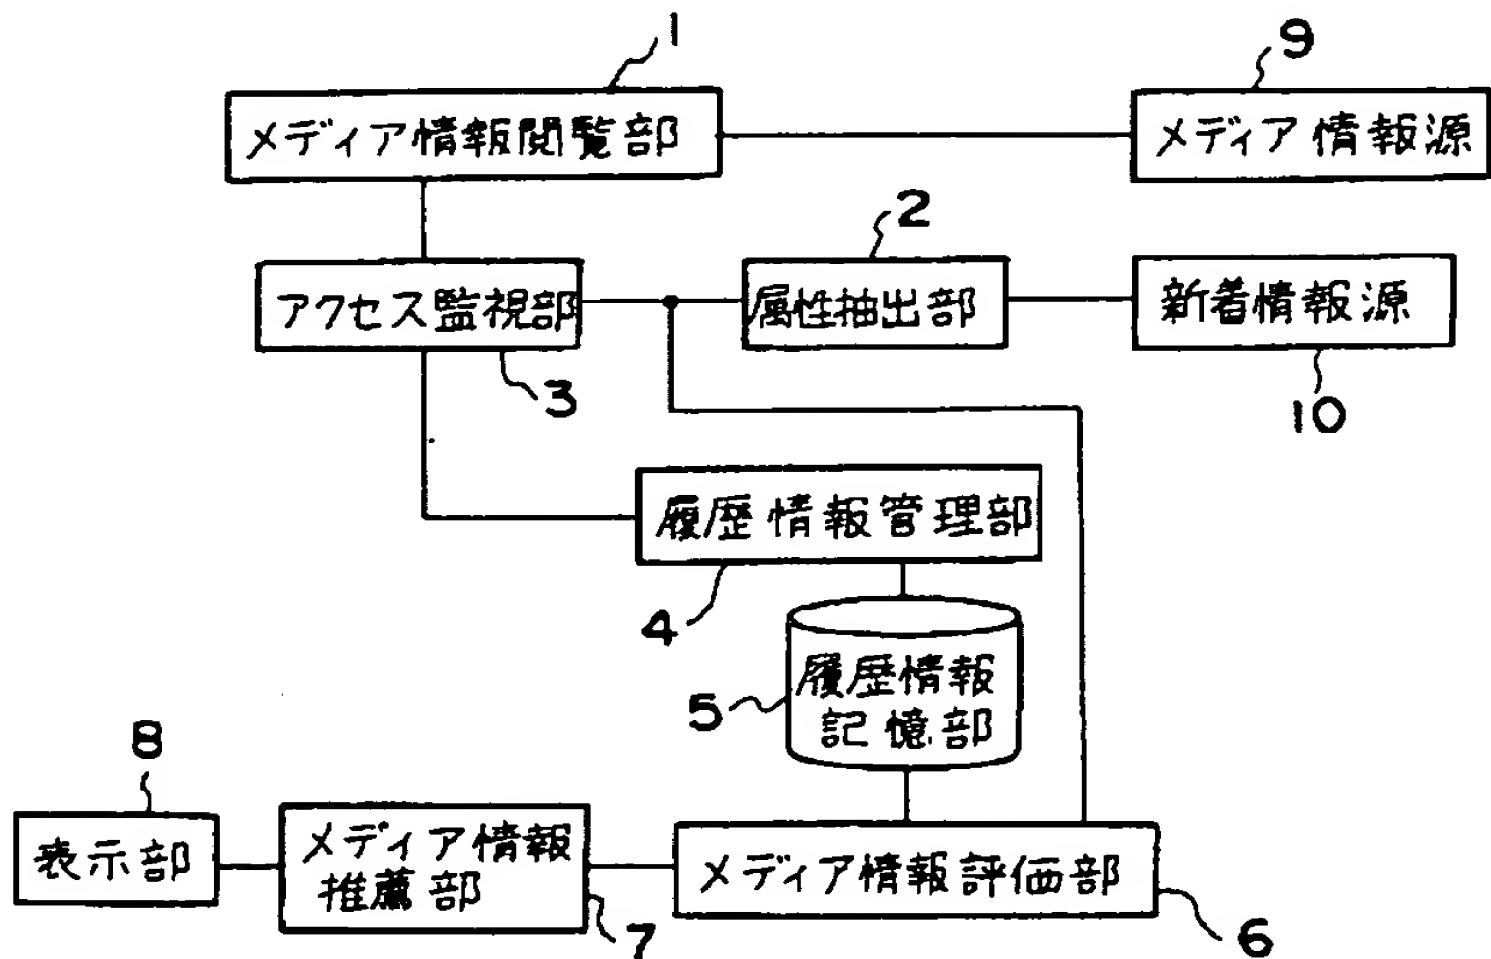 1
9
メディア情報閲覧部
メディア情報源
2
アクセス監視部
属性抽出部
新着情報源
3
10
履歴情報管理部
4
履歴情報
記憶部
5
8
表示部
メディア情報
推薦部
メディア情報評価部
7
6